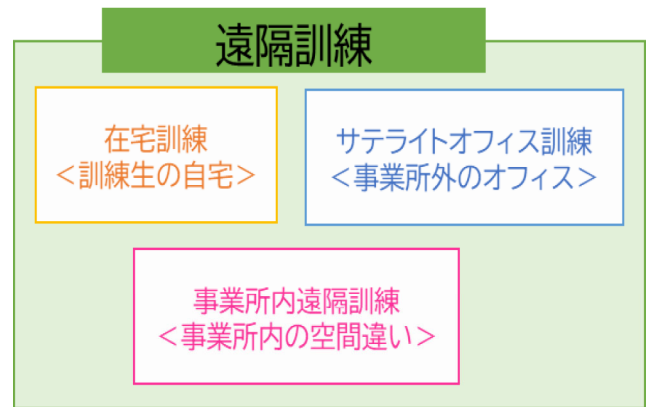 遠隔訓練
在宅訓練
＜訓練生の自宅＞
サテライトオフィス訓練
＜事業所外のオフィス＞
事業所内遠隔訓練
＜事業所内の空間違い＞